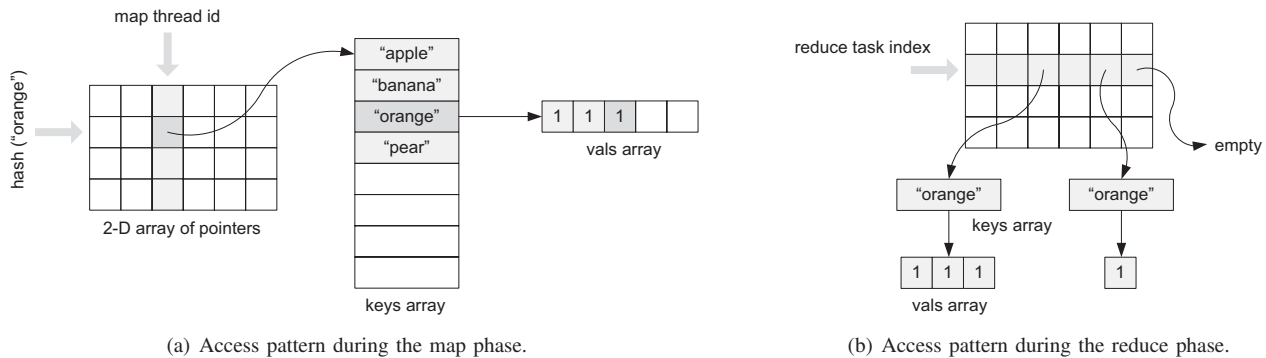 map thread id
hash (“orange”)
2-D array of pointers
“apple”
“banana”
“orange”
“pear”
keys array
1 1 1
vals array
(a) Access pattern during the map phase.
reduce task index
empty
“orange” “orange”
keys array
1 1 1 1
vals array
(b) Access pattern during the reduce phase.